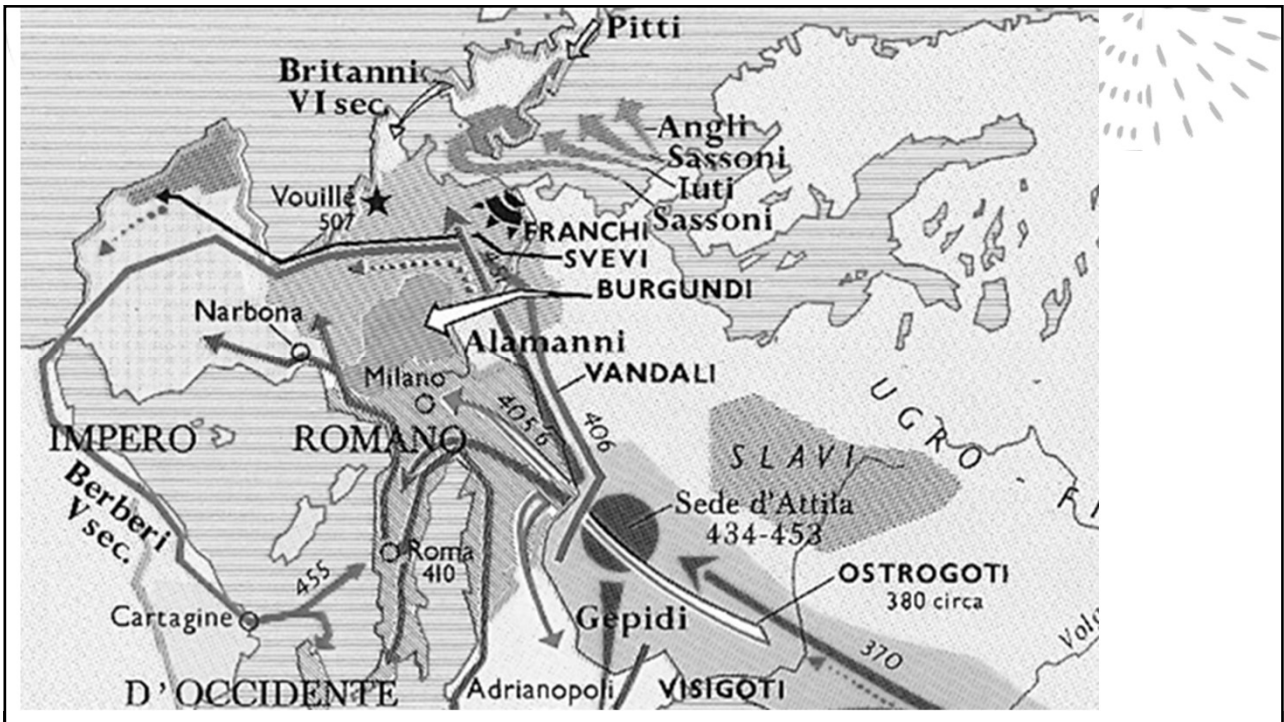 Pitti
Britanni
VI sec.
Angli
Sassoni
Iuti
Sassoni
Vouillé
507
FRANCHI
SVEVI
451
BURGUNDI
Narbona
Alamanni
Milano
VANDALI
405.6
406
IMPERO ROMANO
UGRO
SLAVI
Sede d'Attila
434-453
Berberi
V sec.
Roma
410
455
OSTROGOTI
380 circa
Cartagine
Gepidi
370
D'OCCIDENTE
Adrianopoli
VISIGOTI